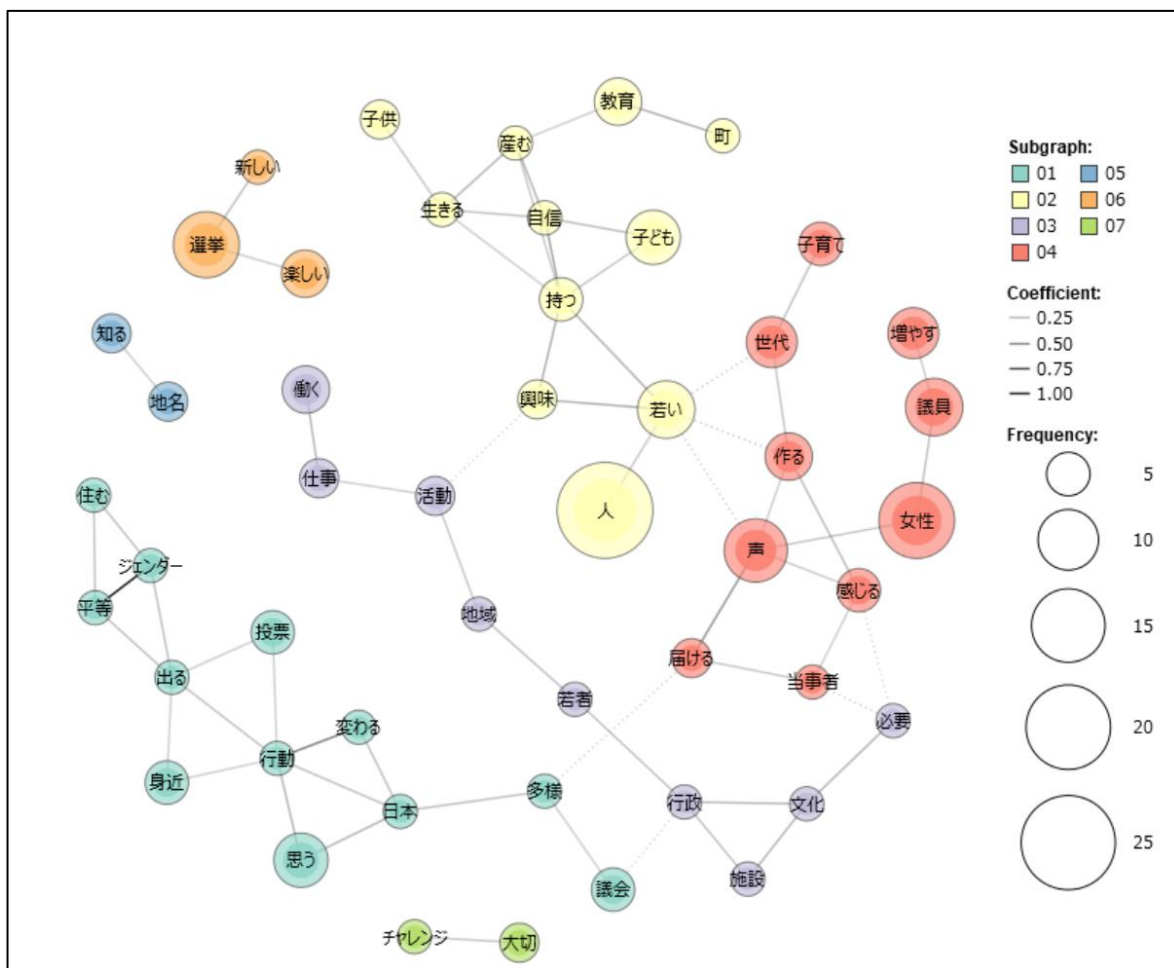 教育
子供
町
産む
新しい
生きる
自信
選挙
子ども
子育て
楽しい
持つ
知る
世代
増やす
働く
地名
興味
若い
議員
作る
仕事
活動
住む
人
女性
声
ジェンダー
感じる
平等
地域
投票
届ける
出る
当事者
若者
必要
変わる
行動
身近
多様
行政
文化
日本
思う
施設
議会
チャレンジ
大切
Subgraph:
01
02
03
04
05
06
07
Coefficient:
0.25
0.50
0.75
1.00
Frequency:
5
10
15
20
25